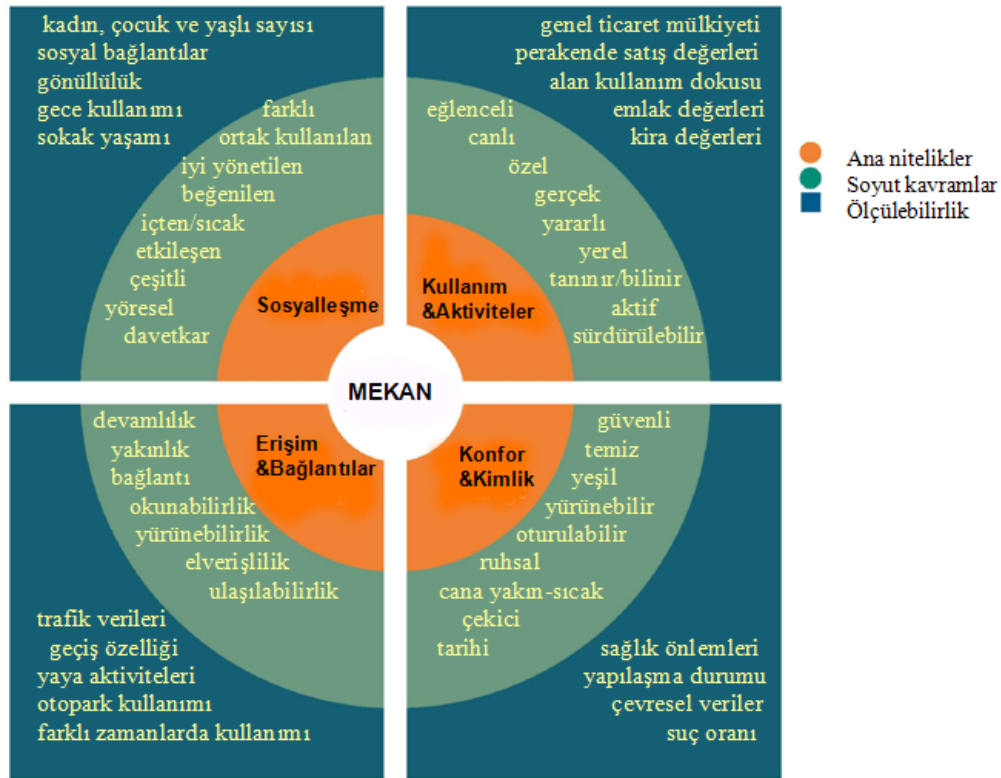 kadın, çocuk ve yaşlı sayısı
sosyal bağlantılar
gönüllülük
gece kullanımı
sokak yaşamı
farklı
ortak kullanılan
iyi yönetilen
beğenilen
içten/sıcak
etkileşen
çeşitli
yöresel
davetkar
Sosyalleşme
genel ticaret mülkiyeti
perakende satış değerleri
alan kullanım dokusu
emlak değerleri
kira değerleri
eğlenceli
canlı
özel
gerçek
yararlı
yerel
tanınır/bilinir
aktif
sürdürülebilir
Kullanım
&Aktiviteler
Ana nitelikler
Soyut kavramlar
Ölçülebilirlik
MEKAN
devamlılık
yakınlık
bağlantı
okunabilirlik
yürünebilirlik
elverişlilik
ulaşılabilirlik
Erişim
&Bağlantılar
trafik verileri
geçiş özelliği
yaya aktiviteleri
otopark kullanımı
farklı zamanlarda kullanımı
Konfor
&Kimlik
güvenli
temiz
yeşil
yürünebilir
oturulabilir
ruhsal
cana yakın-sıcak
çekici
tarihi
sağlık önlemleri
yapılaşma durumu
çevresel veriler
suç oranı